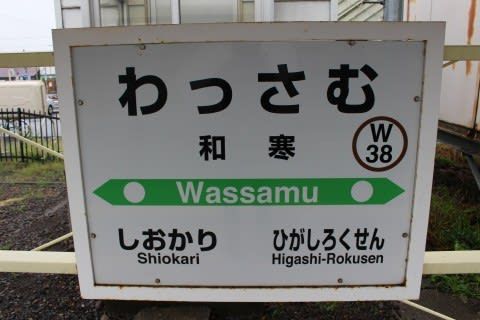 わっさむ
和寒
W
38
Wassamu
しおかり
Shiokari
ひがしろくせん
Higashi-Rokusen